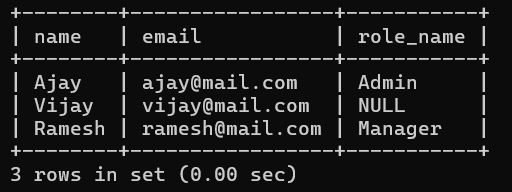 +--------+-----------------+-----------+
| name   | email           | role_name |
+--------+-----------------+-----------+
| Ajay   | ajay@mail.com   | Admin     |
| Vijay  | vijay@mail.com  | NULL      |
| Ramesh | ramesh@mail.com | Manager   |
+--------+-----------------+-----------+
3 rows in set (0.00 sec)